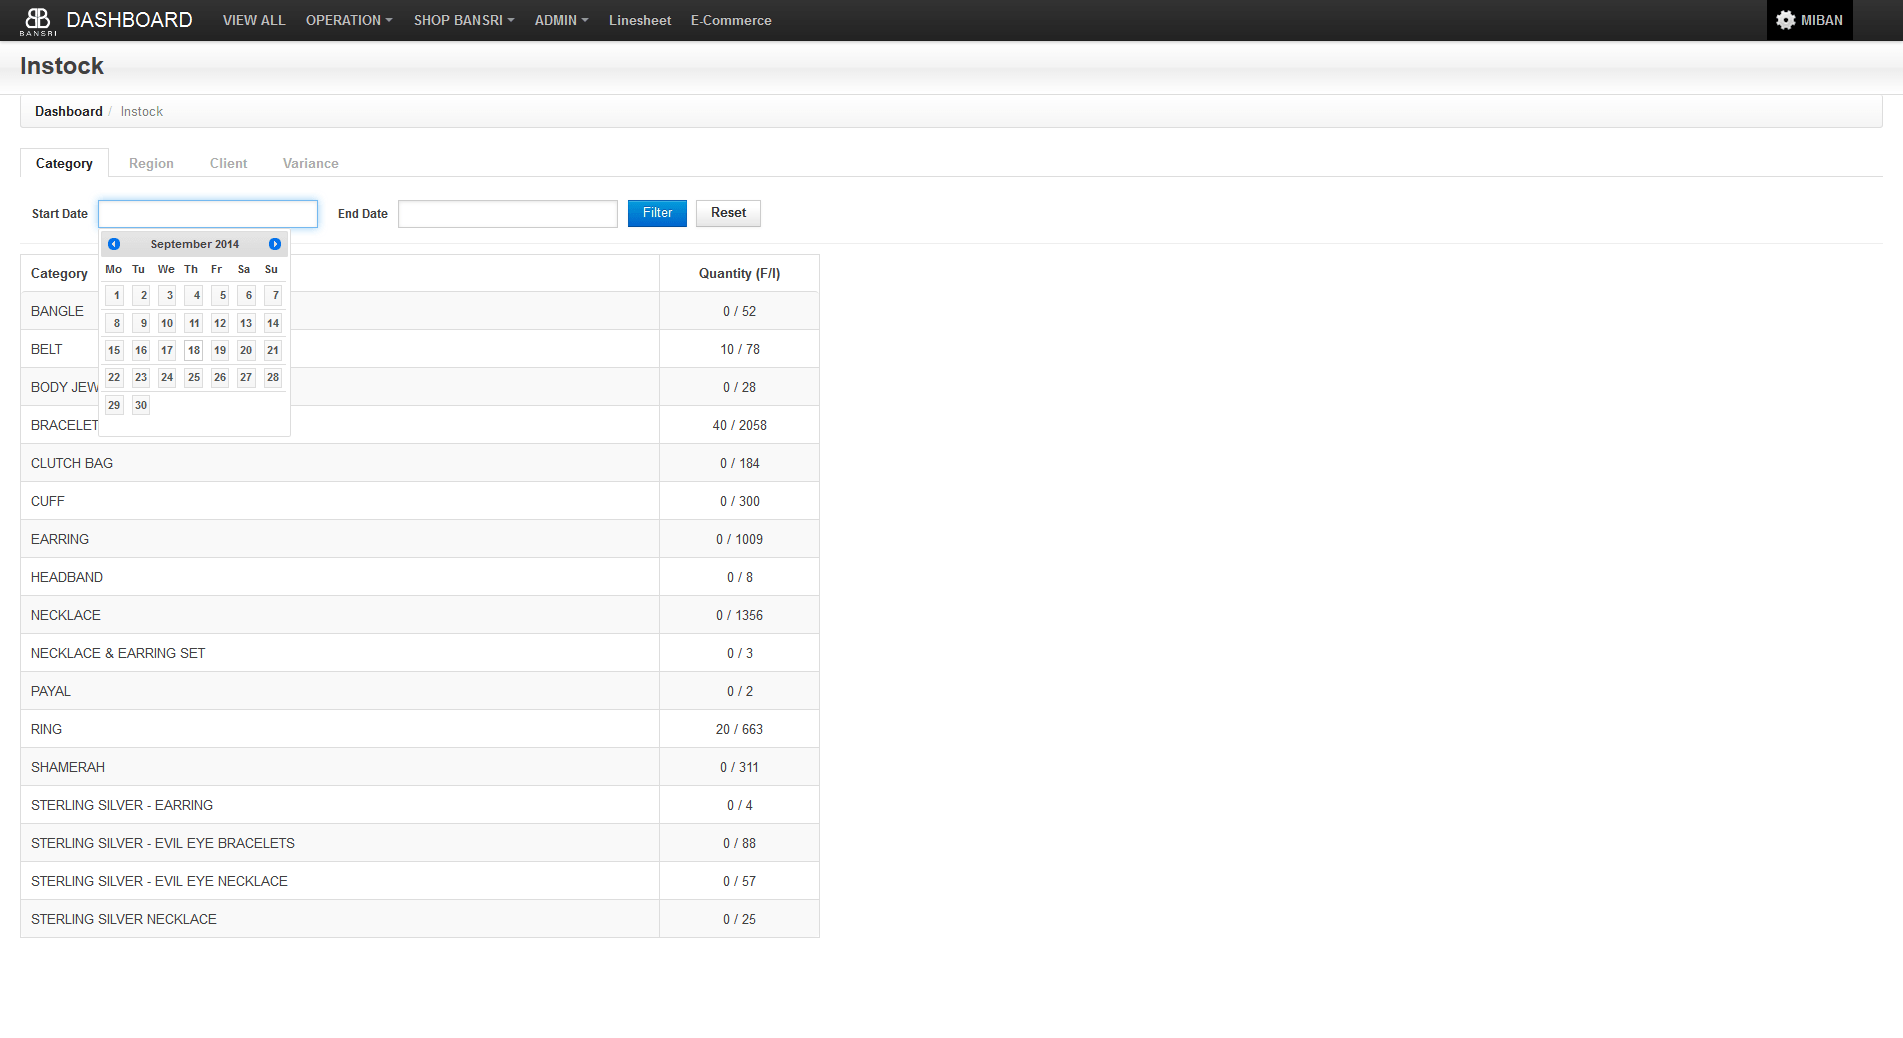 BANSRI DASHBOARD VIEW ALL OPERATION SHOP BANSRI ADMIN Linesheet E-Commerce MIBAN
Instock
Dashboard / Instock
Category Region Client Variance
Start Date End Date Filter Reset
September 2014
Mo Tu We Th Fr Sa Su
1 2 3 4 5 6 7
8 9 10 11 12 13 14
15 16 17 18 19 20 21
22 23 24 25 26 27 28
29 30
Category Quantity (F/I)
BANGLE 0 / 52
BELT 10 / 78
BODY JEW 0 / 28
BRACELET 40 / 2058
CLUTCH BAG 0 / 184
CUFF 0 / 300
EARRING 0 / 1009
HEADBAND 0 / 8
NECKLACE 0 / 1356
NECKLACE & EARRING SET 0 / 3
PAYAL 0 / 2
RING 20 / 663
SHAMERAH 0 / 311
STERLING SILVER - EARRING 0 / 4
STERLING SILVER - EVIL EYE BRACELETS 0 / 88
STERLING SILVER - EVIL EYE NECKLACE 0 / 57
STERLING SILVER NECKLACE 0 / 25